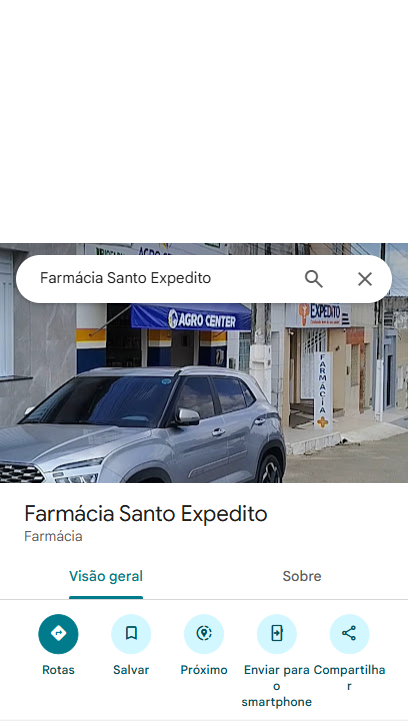 Farmácia Santo Expedito
AGRO CENTER
EXPEDITO
FARMÁCIA
Farmácia Santo Expedito
Farmácia
Visão geral
Sobre
Rotas
Salvar
Próximo
Enviar para
o
smartphone
Compartilha
r